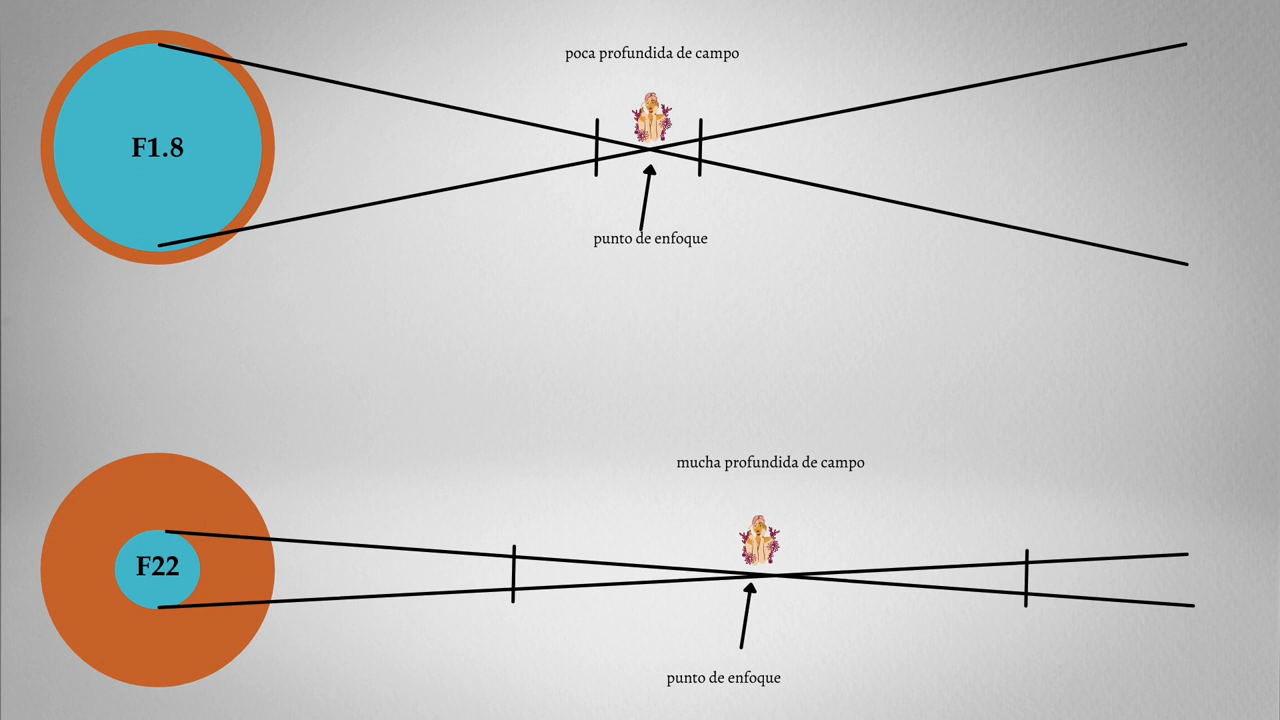 poca profundida de campo
F1.8
punto de enfoque
mucha profundida de campo
F22
punto de enfoque